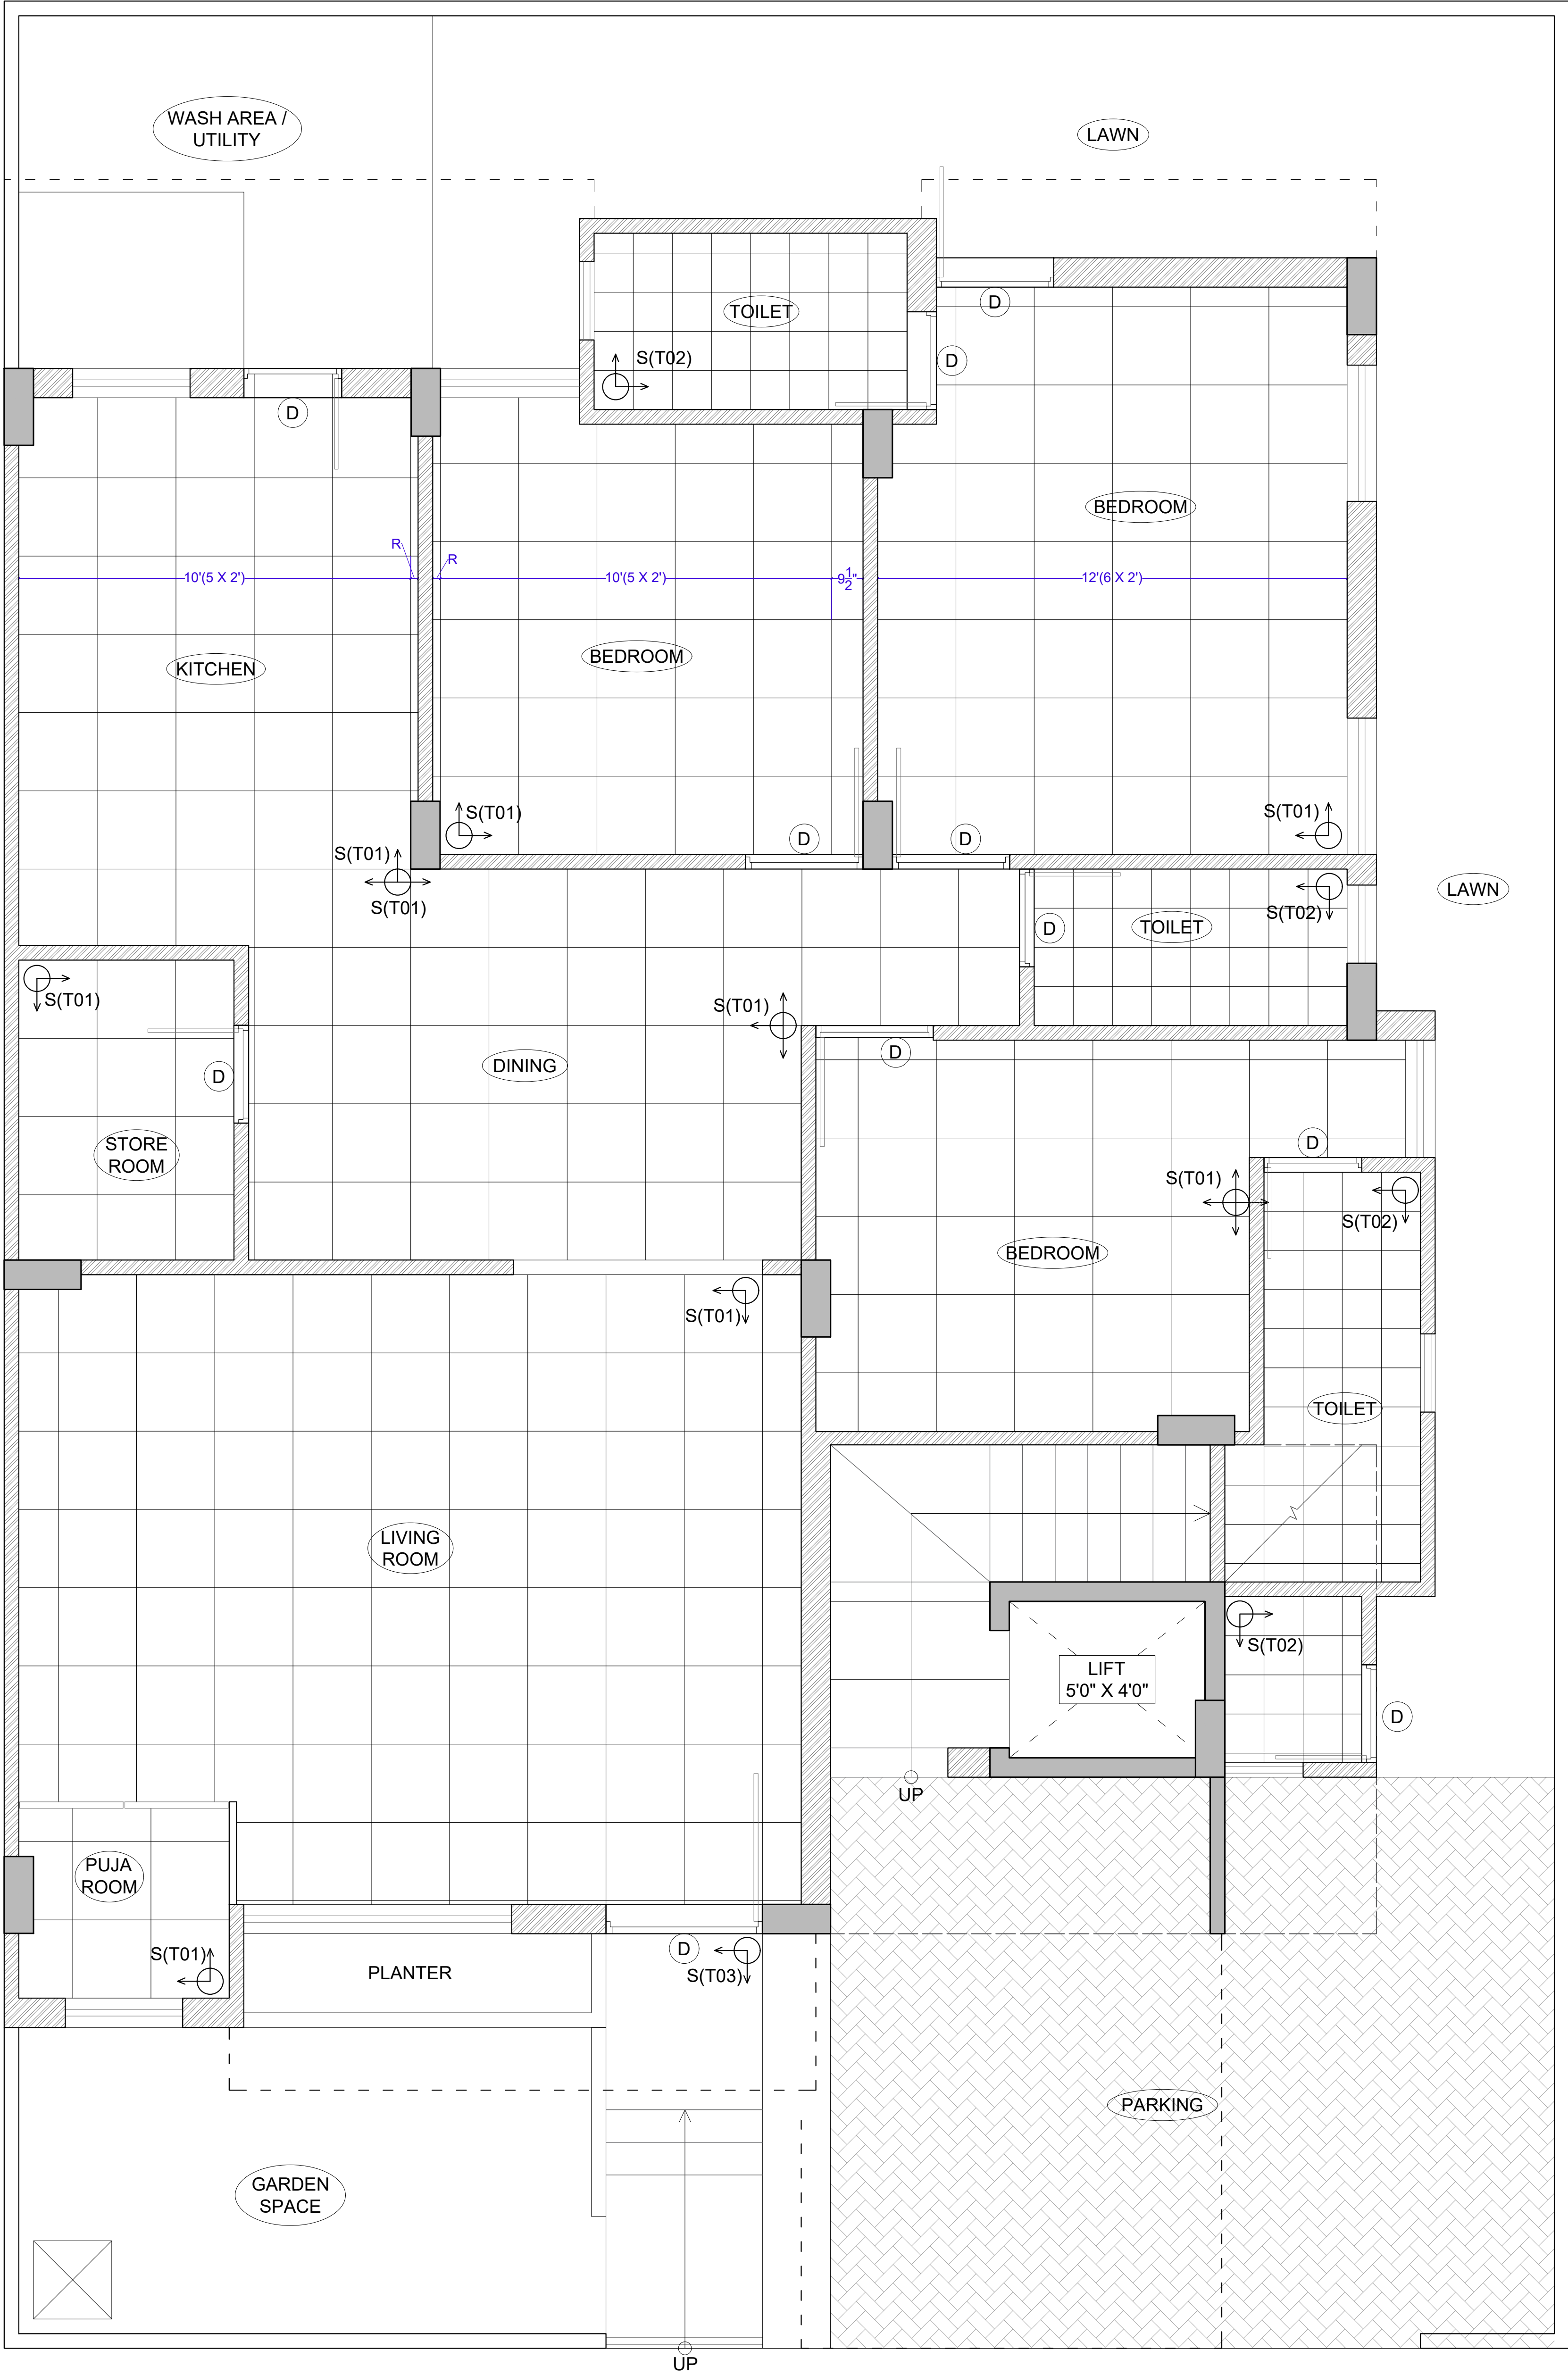 WASH AREA /
UTILITY
LAWN
TOILET
D
D
S(T02)
D
BEDROOM
R
R
10'(5 X 2')
10'(5 X 2')
9 1/2"
12'(6 X 2')
BEDROOM
KITCHEN
S(T01)
S(T01)
D
D
S(T01)
S(T01)
LAWN
S(T01)
S(T02)
TOILET
D
S(T01)
S(T01)
D
DINING
D
STORE
ROOM
D
S(T01)
S(T02)
BEDROOM
S(T01)
TOILET
LIVING
ROOM
S(T02)
LIFT
5'0" X 4'0"
D
UP
PUJA
ROOM
S(T01)
D
PLANTER
S(T03)
PARKING
GARDEN
SPACE
UP